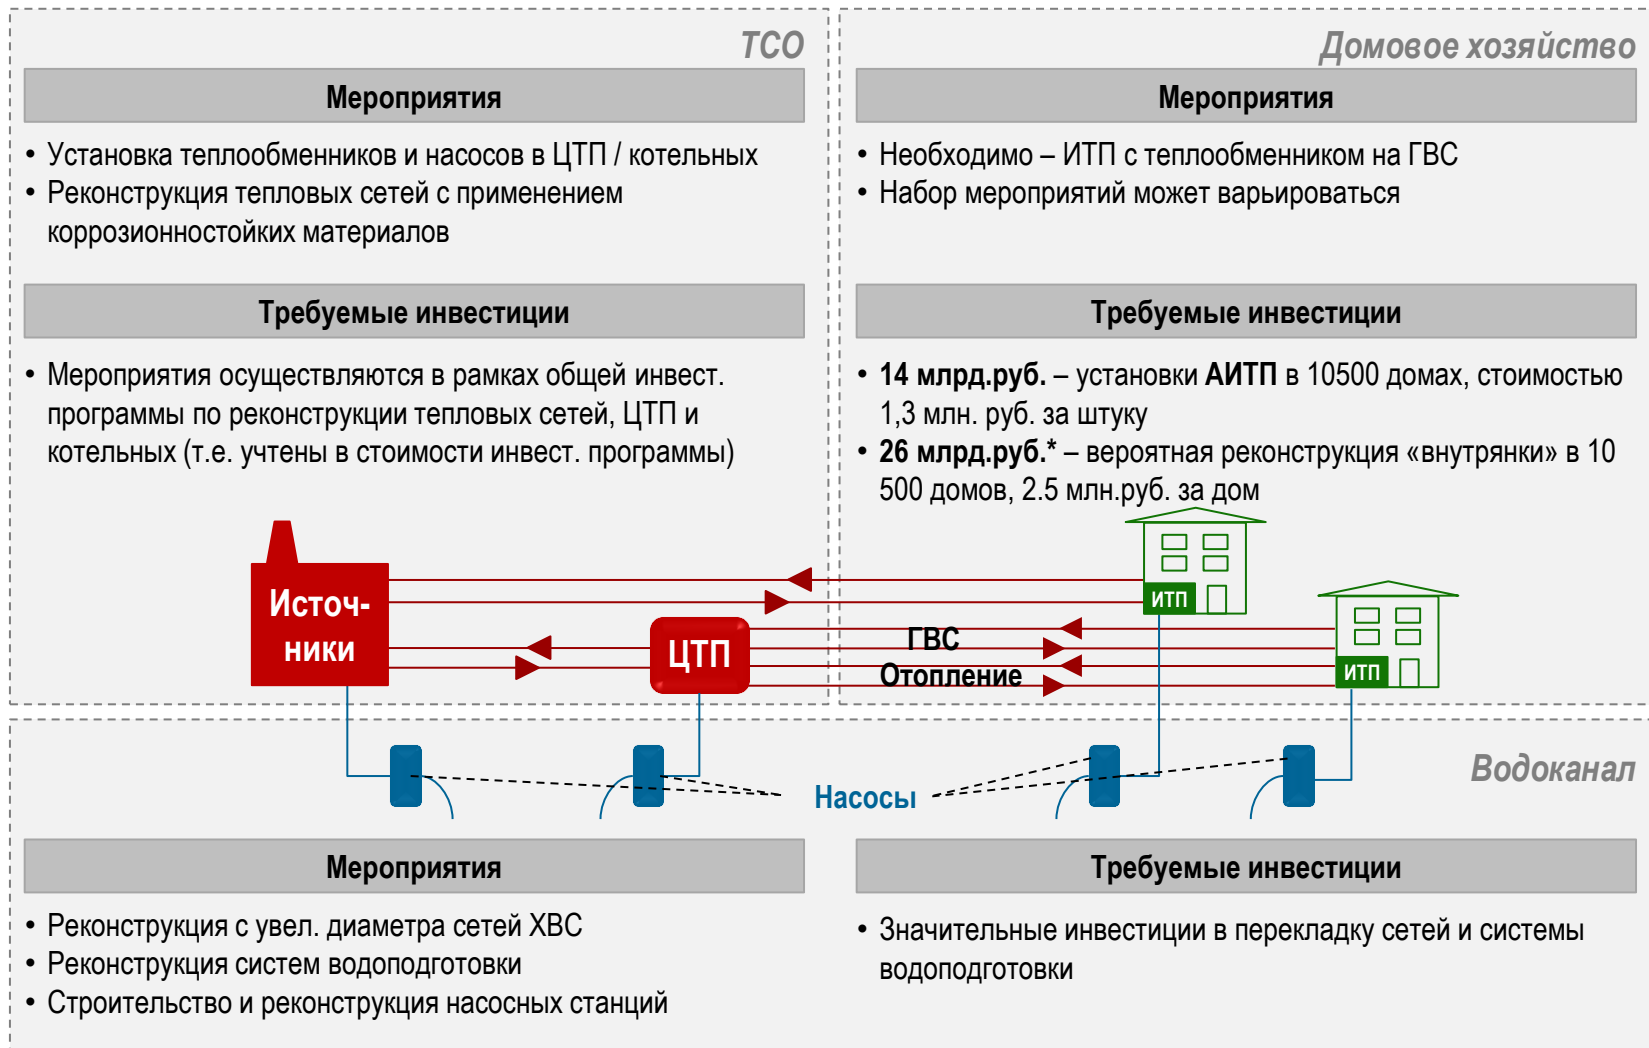 ТСО
Мероприятия
• Установка теплообменников и насосов в ЦТП / котельных
• Реконструкция тепловых сетей с применением
коррозионностойких материалов
Требуемые инвестиции
• Мероприятия осуществляются в рамках общей инвест.
программы по реконструкции тепловых сетей, ЦТП и
котельных (т.е. учтены в стоимости инвест. программы)
Домовое хозяйство
Мероприятия
• Необходимо – ИТП с теплообменником на ГВС
• Набор мероприятий может варьироваться
Требуемые инвестиции
• 14 млрд.руб. – установки АИТП в 10500 домах, стоимостью
1,3 млн. руб. за штуку
• 26 млрд.руб.* – вероятная реконструкция «внутрянки» в 10
500 домов, 2.5 млн.руб. за дом
Источ-
ники
ЦТП
ГВС
Отопление
ИТП
ИТП
Водоканал
Насосы
Мероприятия
• Реконструкция с увел. диаметра сетей ХВС
• Реконструкция систем водоподготовки
• Строительство и реконструкция насосных станций
Требуемые инвестиции
• Значительные инвестиции в перекладку сетей и системы
водоподготовки